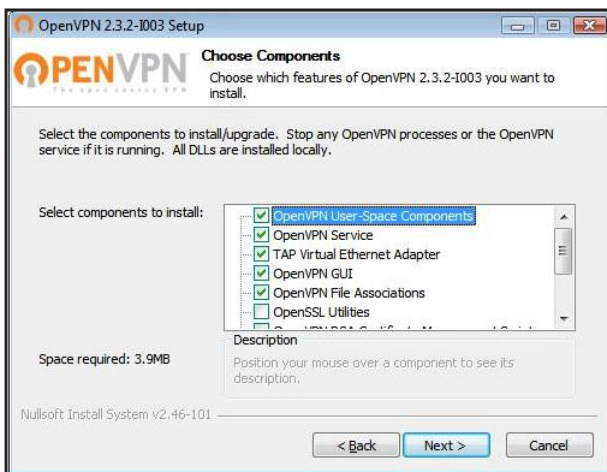 OpenVPN 2.3.2-I003 Setup
OPENVPN
The open source VPN
Choose Components
Choose which features of OpenVPN 2.3.2-I003 you want to
install.
Select the components to install/upgrade. Stop any OpenVPN processes or the OpenVPN
service if it is running. All DLLs are installed locally.
Select components to install:
OpenVPN User-Space Components
OpenVPN Service
TAP Virtual Ethernet Adapter
OpenVPN GUI
OpenVPN File Associations
OpenSSL Utilities
Description
Space required: 3.9MB
Position your mouse over a component to see its
description.
Nullsoft Install System v2.46-101
< Back
Next >
Cancel